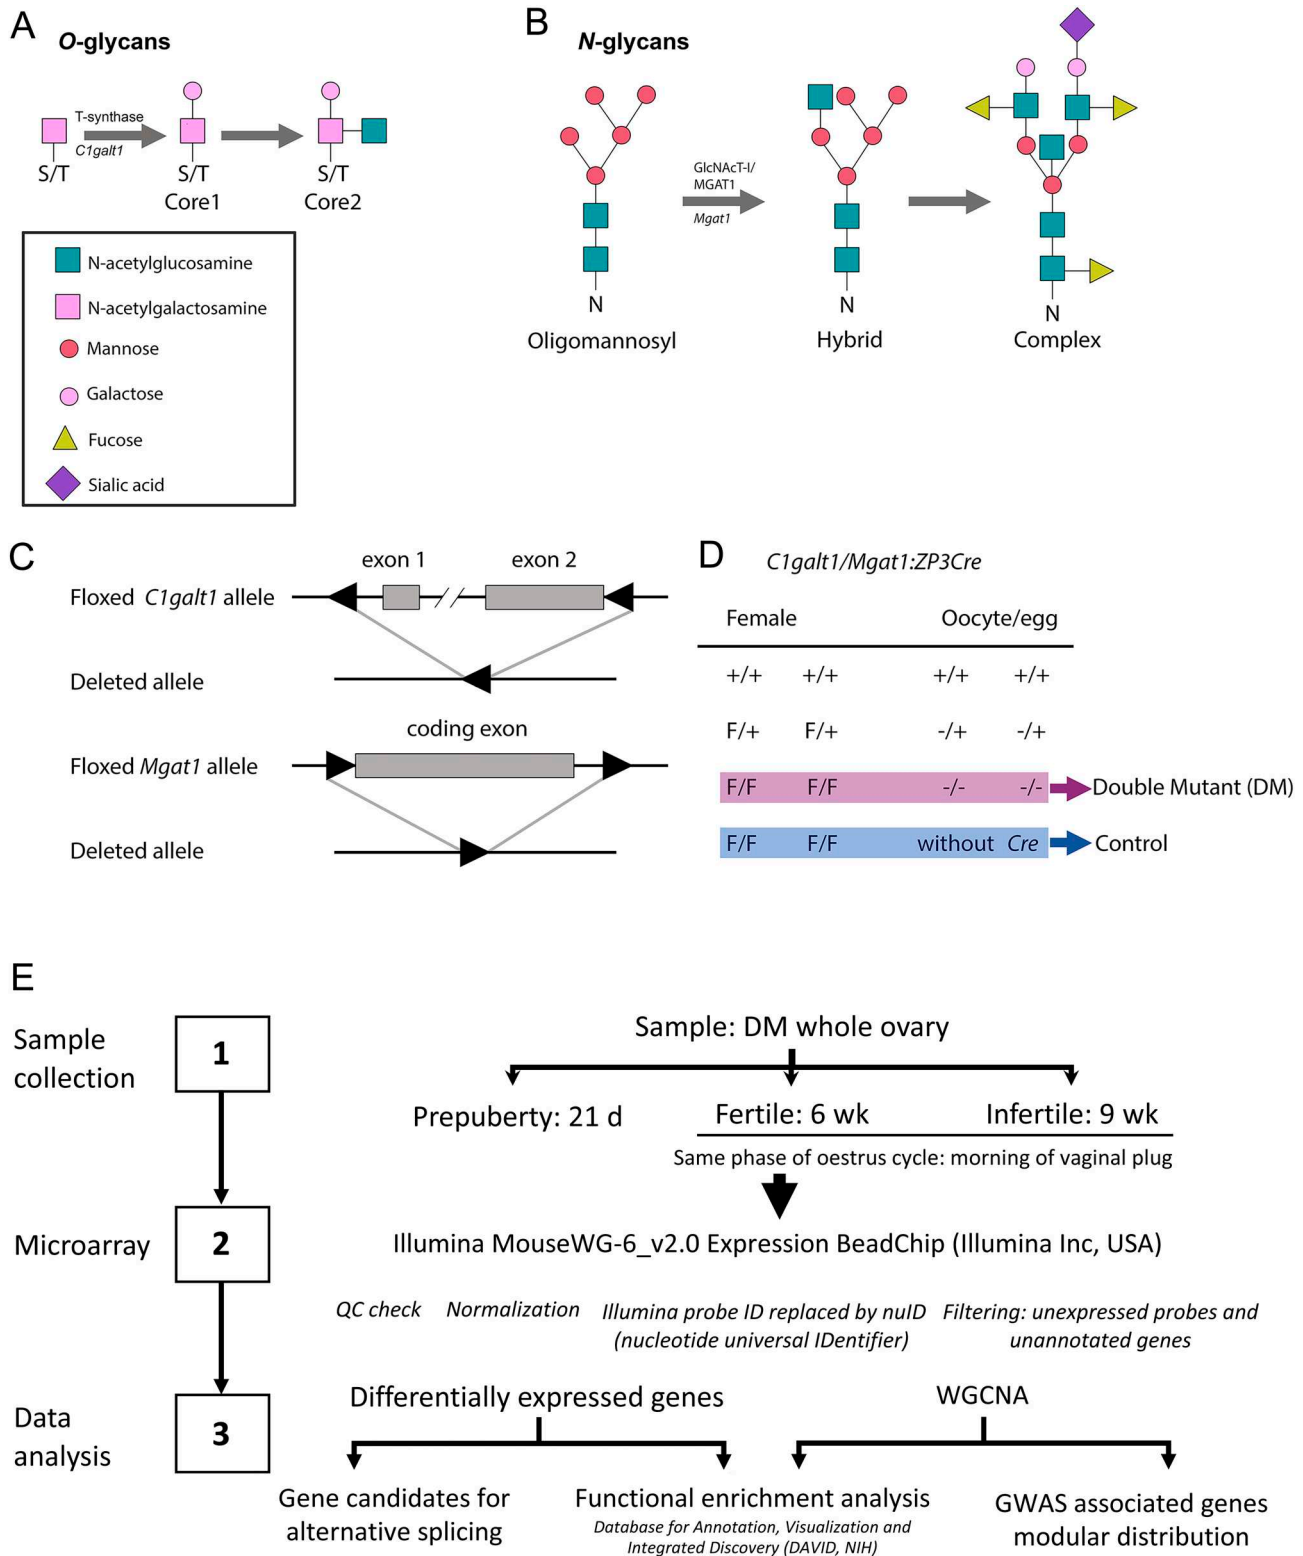 A
O-glycans
T-synthase
C1galt1
S/T
S/T
S/T
Core1
Core2
N-acetylglucosamine
N-acetylgalactosamine
Mannose
Galactose
Fucose
Sialic acid
B
N-glycans
GlcNAcT-I/
MGAT1
Mgat1
N
N
N
Oligomannosyl
Hybrid
Complex
C
exon 1
exon 2
Floxed C1galt1 allele
Deleted allele
coding exon
Floxed Mgat1 allele
Deleted allele
D
C1galt1/Mgat1:ZP3Cre
Female Oocyte/egg
+/+ +/+ +/+ +/+
F/+ F/+ -/+ -/+
F/F F/F -/- -/- Double Mutant (DM)
F/F F/F without Cre Control
E
Sample
collection
1
Sample: DM whole ovary
Prepuberty: 21 d
Fertile: 6 wk
Infertile: 9 wk
Same phase of oestrus cycle: morning of vaginal plug
Microarray
2
Illumina MouseWG-6_v2.0 Expression BeadChip (Illumina Inc, USA)
QC check
Normalization
Illumina probe ID replaced by nuID
(nucleotide universal IDentifier)
Filtering: unexpressed probes and
unannotated genes
Data
analysis
3
Differentially expressed genes
WGCNA
Gene candidates for
alternative splicing
Functional enrichment analysis
Database for Annotation, Visualization and
Integrated Discovery (DAVID, NIH)
GWAS associated genes
modular distribution